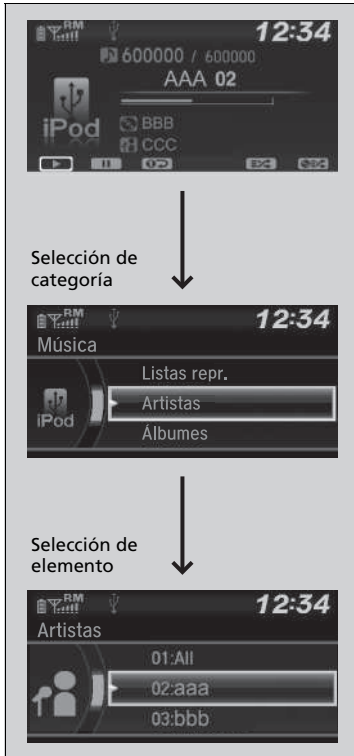 RM 12:34
600000 / 600000
AAA 02
iPod
BBB
CCC
Selección de
categoría
RM 12:34
Música
Listas repr.
iPod
Artistas
Álbumes
Selección de
elemento
RM 12:34
Artistas
01:All
02:aaa
03:bbb